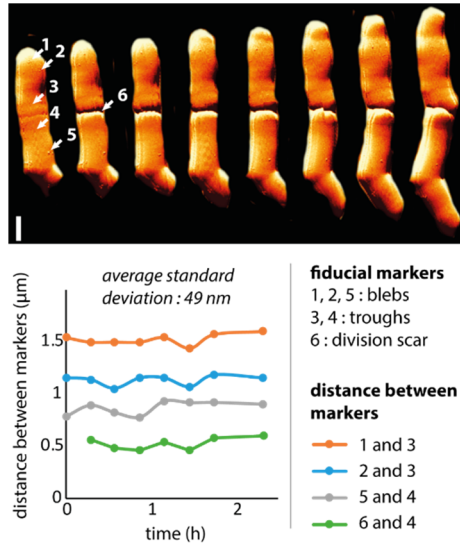 1
2
3
4
5
6
average standard
deviation : 49 nm
distance between markers (μm)
1.5
1
0.5
0
0
1
2
time (h)
fiducial markers
1, 2, 5 : blebs
3, 4 : troughs
6 : division scar
distance between
markers
1 and 3
2 and 3
5 and 4
6 and 4